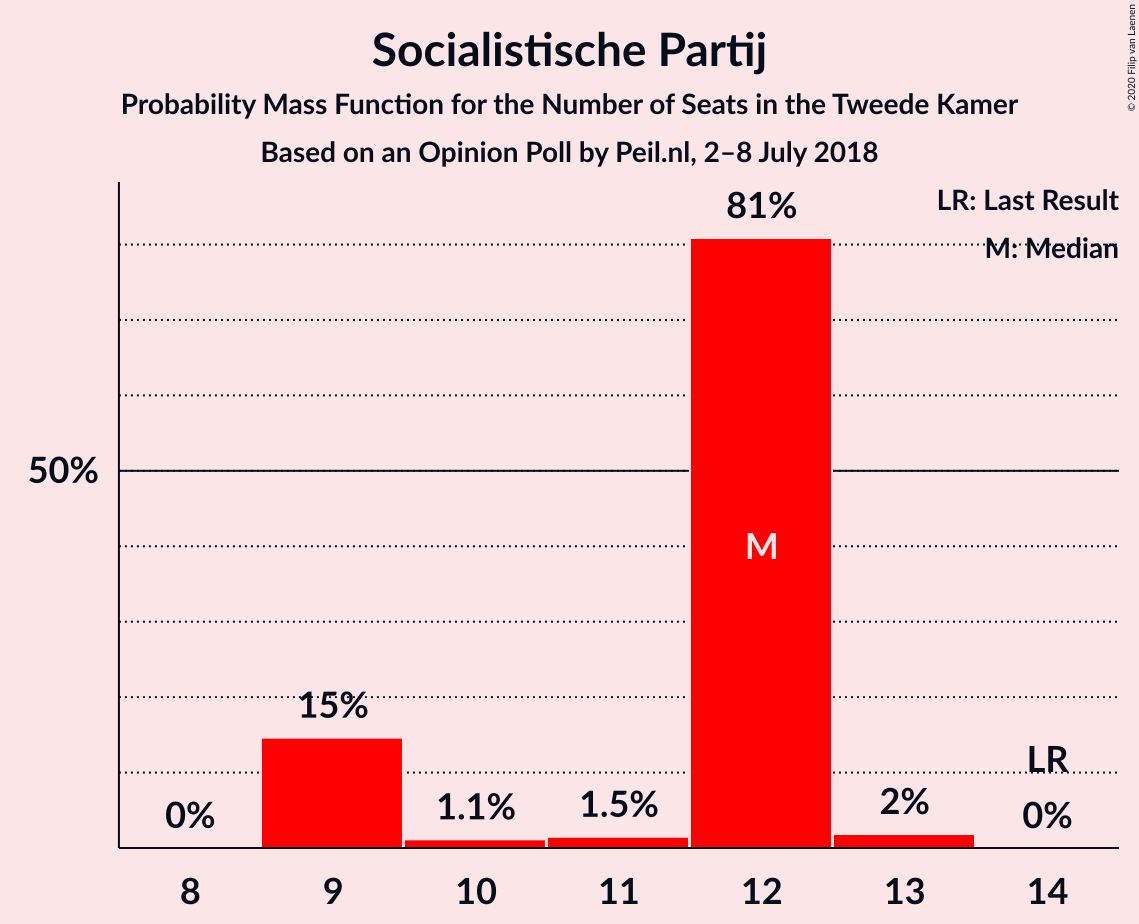 Socialistische Partij
Probability Mass Function for the Number of Seats in the Tweede Kamer
Based on an Opinion Poll by Peil.nl, 2–8 July 2018
© 2020 Filip van Laenen
LR: Last Result
M: Median
81%
50%
M
15%
LR
0%
1.1%
1.5%
2%
0%
8
9
10
11
12
13
14